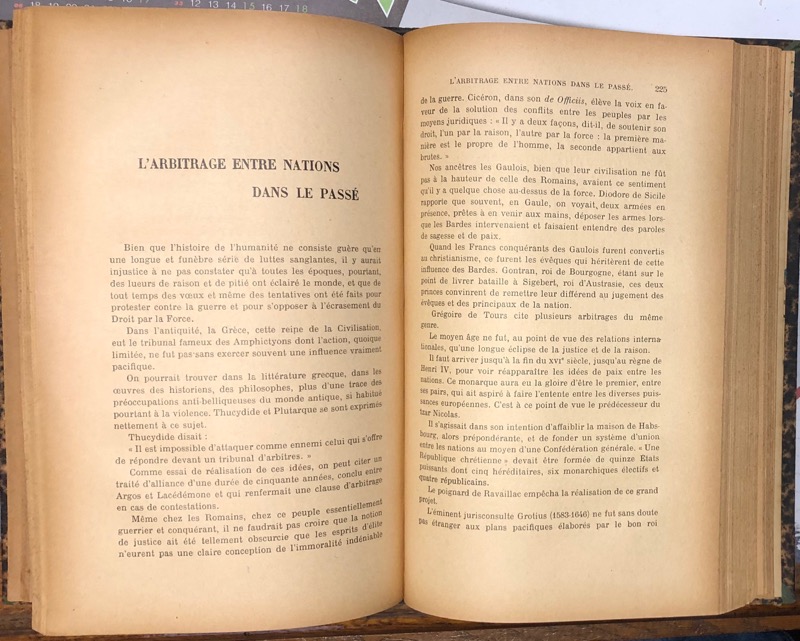 18 19 20
12 13 14 15 16 17 18
L'ARBITRAGE ENTRE NATIONS
DANS LE PASSÉ
Bien que l'histoire de l'humanité ne consiste guère qu'en
une longue et funèbre série de luttes sanglantes, il y aurait
injustice à ne pas constater qu'à toutes les époques, pourtant,
des lueurs de raison et de pitié ont éclairé le monde, et que de
tout temps des vœux et même des tentatives ont été faits pour
protester contre la guerre et pour s'opposer à l'écrasement du
Droit par la Force.
Dans l'antiquité, la Grèce, cette reine de la Civilisation,
eut le tribunal fameux des Amphictyons dont l'action, quoique
limitée, ne fut pas sans exercer souvent une influence vraiment
pacifique.
On pourrait trouver dans la littérature grecque, dans les
œuvres des historiens, des philosophes, plus d'une trace des
préoccupations anti-belliqueuses du monde antique, si habitué
pourtant à la violence. Thucydide et Plutarque se sont exprimés
nettement à ce sujet.
Thucydide disait :
« Il est impossible d'attaquer comme ennemi celui qui s'offre
de répondre devant un tribunal d'arbitres. »
Comme essai de réalisation de ces idées, on peut citer un
traité d'alliance d'une durée de cinquante années, conclu entre
Argos et Lacédémone et qui renfermait une clause d'arbitrage
en cas de contestations.
Même chez les Romains, chez ce peuple essentiellement
guerrier et conquérant, il ne faudrait pas croire que la notion
de justice ait été tellement obscurcie que les esprits d'élite
n'eurent pas une claire conception de l'immoralité indéniable
L'ARBITRAGE ENTRE NATIONS DANS LE PASSÉ. 225
de la guerre. Cicéron, dans son de Officiis, élève la voix en fa-
veur de la solution des conflits entre les peuples par les
moyens juridiques : « Il y a deux façons, dit-il, de soutenir son
droit, l'un par la raison, l'autre par la force : la première ma-
nière est le propre de l'homme, la seconde appartient aux
brutes. »
Nos ancêtres les Gaulois, bien que leur civilisation ne fût
pas à la hauteur de celle des Romains, avaient ce sentiment
qu'il y a quelque chose au-dessus de la force. Diodore de Sicile
rapporte que souvent, en Gaule, on voyait deux armées en
présence, prêtes à en venir aux mains, déposer les armes lors-
que les Bardes intervenaient et faisaient entendre des paroles
de sagesse et de paix.
Quand les Francs conquérants des Gaulois furent convertis
au christianisme, ce furent les évêques qui héritèrent de cette
influence des Bardes. Gontran, roi de Bourgogne, étant sur le
point de livrer bataille à Sigebert, roi d'Austrasie, ces deux
princes convinrent de remettre leur différend au jugement des
évêques et des principaux de la nation.
Grégoire de Tours cite plusieurs arbitrages du même
genre.
Le moyen âge ne fut, au point de vue des relations interna-
tionales, qu'une longue éclipse de la justice et de la raison.
Il faut arriver jusqu'à la fin du XVIe siècle, jusqu'au règne de
Henri IV, pour voir réapparaître les idées de paix entre les
nations. Ce monarque aura eu la gloire d'être le premier, entre
ses pairs, qui ait aspiré à faire l'entente entre les diverses puis-
sances européennes. C'est à ce point de vue le prédécesseur du
tzar Nicolas.
Il s'agissait dans son intention d'affaiblir la maison de Habs-
bourg, alors prépondérante, et de fonder un système d'union
entre les nations au moyen d'une Confédération générale. « Une
République chrétienne » devait être formée de quinze Etats
puissants dont cinq héréditaires, six monarchiques électifs et
quatre républicains.
Le poignard de Ravaillac empêcha la réalisation de ce grand
projet.
L'éminent jurisconsulte Grotius (1583-1646) ne fut sans doute
pas étranger aux plans pacifiques élaborés par le bon roi